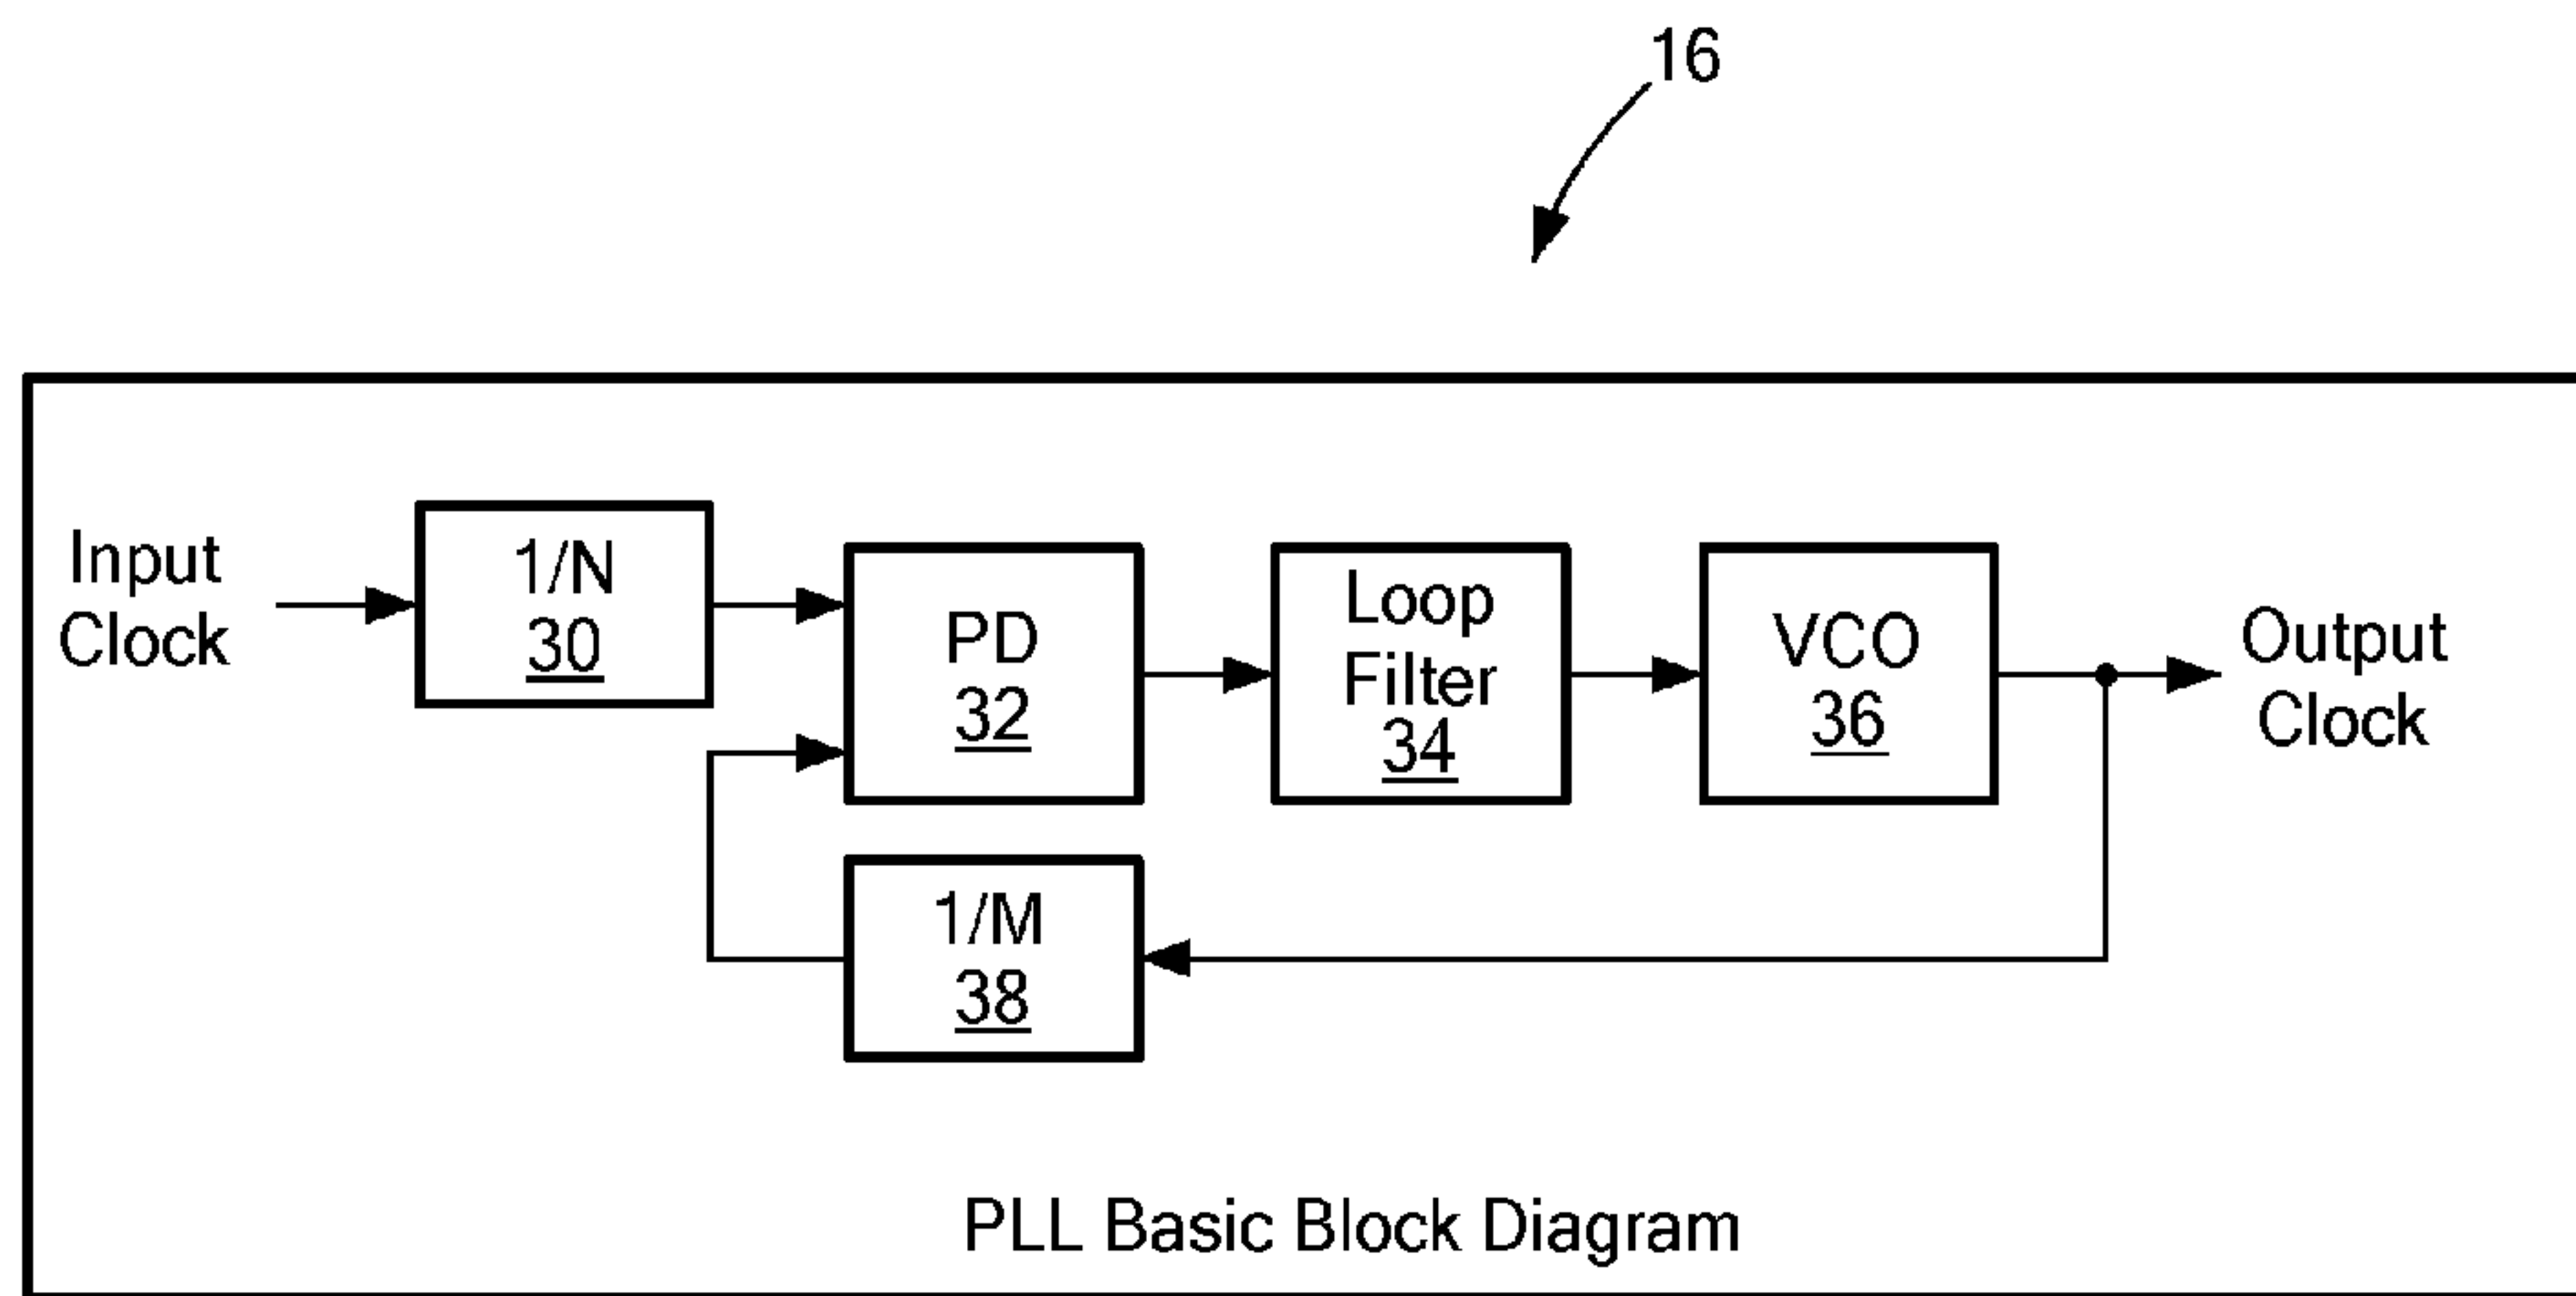 16
Input
Clock
1/N
30
PD
32
Loop
Filter
34
VCO
36
Output
Clock
1/M
38
PLL Basic Block Diagram